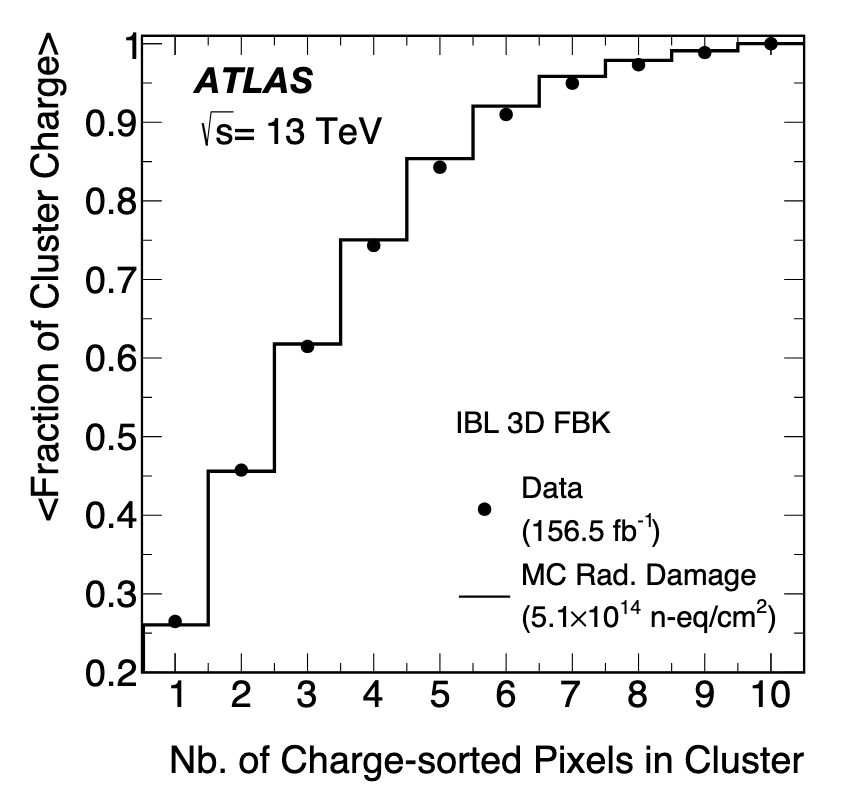 <Fraction of Cluster Charge>
1
0.9
0.8
0.7
0.6
0.5
0.4
0.3
0.2
ATLAS
√s= 13 TeV
IBL 3D FBK
Data
(156.5 fb⁻¹)
MC Rad. Damage
(5.1×10¹⁴ n-eq/cm²)
1 2 3 4 5 6 7 8 9 10
Nb. of Charge-sorted Pixels in Cluster